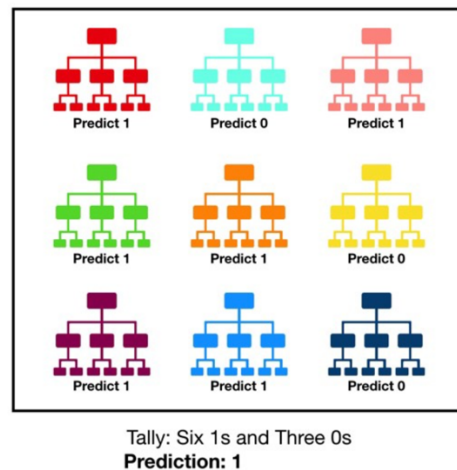 Predict 1 Predict 0 Predict 1
Predict 1 Predict 1 Predict 0
Predict 1 Predict 1 Predict 0
Tally: Six 1s and Three 0s
Prediction: 1